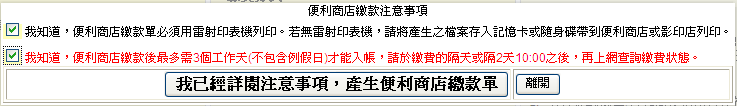 便利商店繳款注意事項
我知道，便利商店繳款單必須用雷射印表機列印。若無雷射印表機，請將產生之檔案存入記憶卡或隨身碟帶到便利商店或影印店列印。
我知道，便利商店繳款後最多需3個工作天(不包含例假日)才能入帳，請於繳費的隔天或隔2天10:00之後，再上網查詢繳費狀態。
我已經詳閱注意事項，產生便利商店繳款單 離開